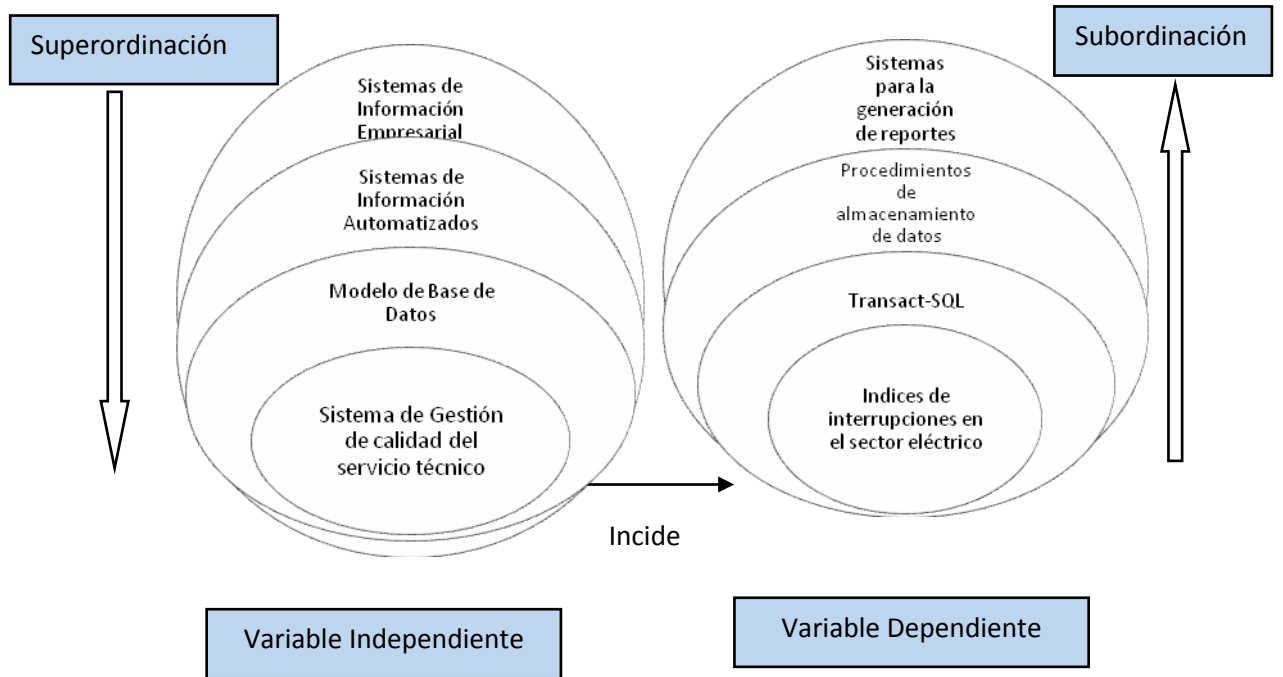 Superordinación
Subordinación
Sistemas de
Información
Empresarial
Sistemas de
Información
Automatizados
Modelo de Base de
Datos
Sistema de Gestión
de calidad del
servicio técnico
Sistemas
para la
generación
de reportes
Procedimientos
de
almacenamiento
de datos
Transact-SQL
Indices de
interrupciones en
el sector eléctrico
Incide
Variable Independiente
Variable Dependiente